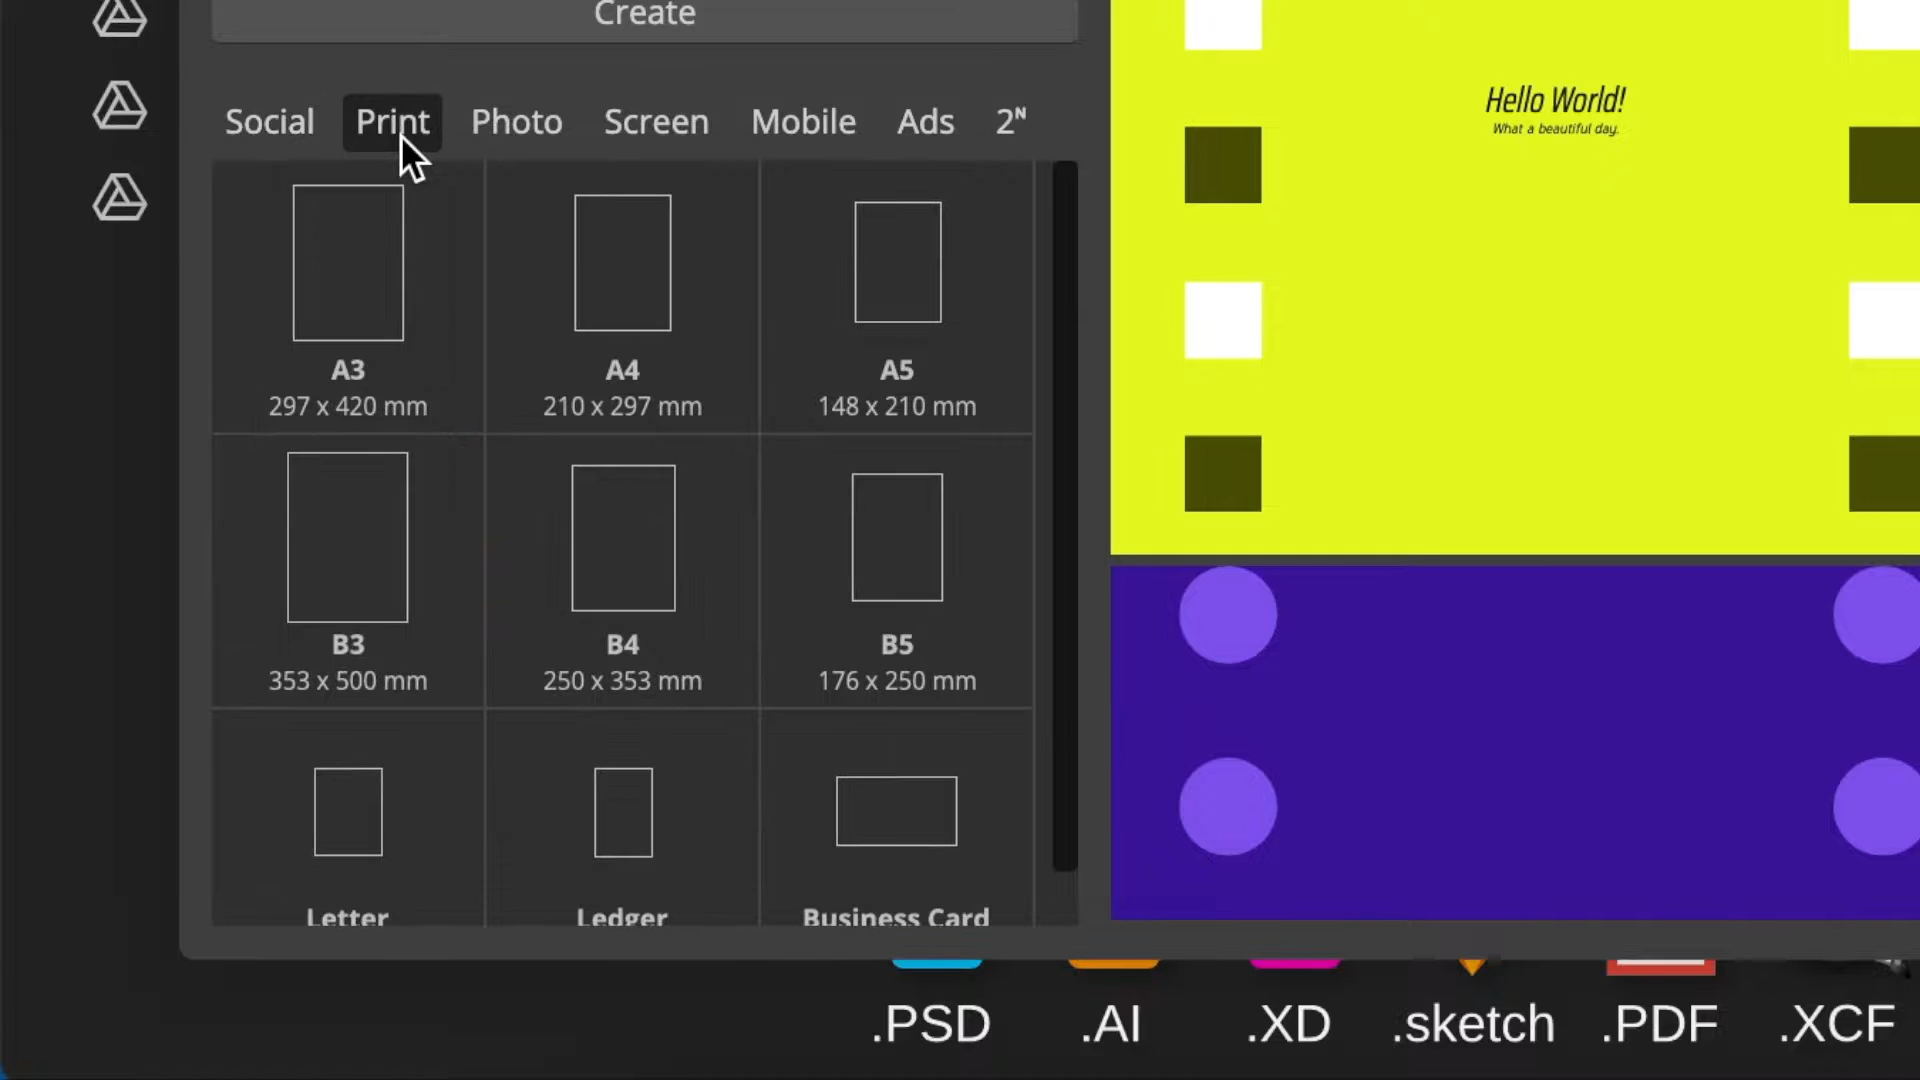 Create
Social Print Photo Screen Mobile Ads 2ᴺ
A3
297 x 420 mm
A4
210 x 297 mm
A5
148 x 210 mm
B3
353 x 500 mm
B4
250 x 353 mm
B5
176 x 250 mm
Letter
Ledger
Business Card
Hello World!
What a beautiful day.
.PSD .AI .XD .sketch .PDF .XCF